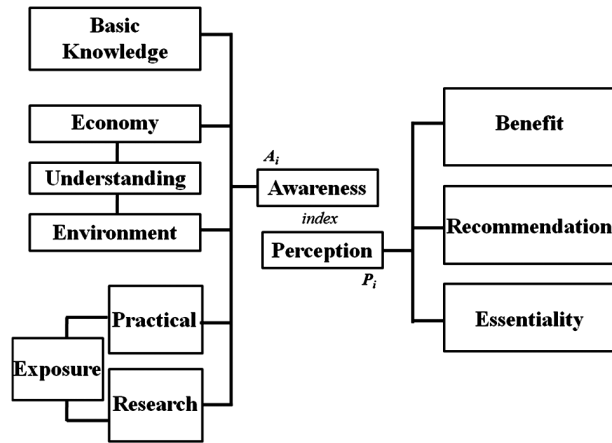 Basic
Knowledge
Economy
Understanding
Environment
Practical
Exposure
Research
A_i
Awareness
index
Perception
P_i
Benefit
Recommendation
Essentiality